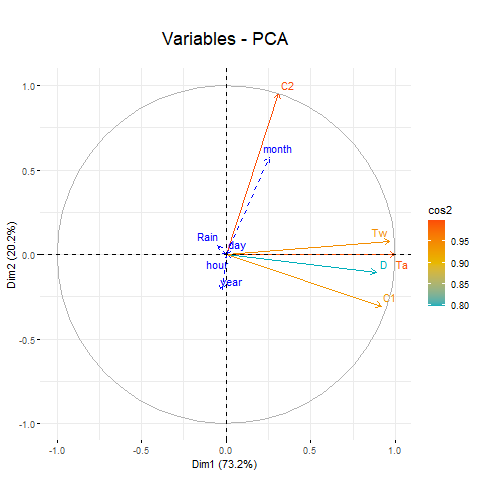 Variables - PCA
C2
month
Tw
Rain
day
hour
D
Ta
year
C1
1.0
0.5
0.0
-0.5
-1.0
Dim2 (20.2%)
-1.0
-0.5
0.0
0.5
1.0
Dim1 (73.2%)
cos2
0.95
0.90
0.85
0.80